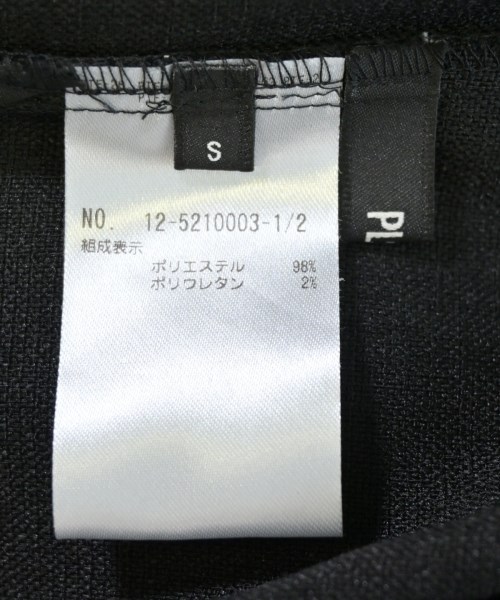 S
PL
NO. 12-5210003-1/2
組成表示
ポリエステル 98%
ポリウレタン 2%